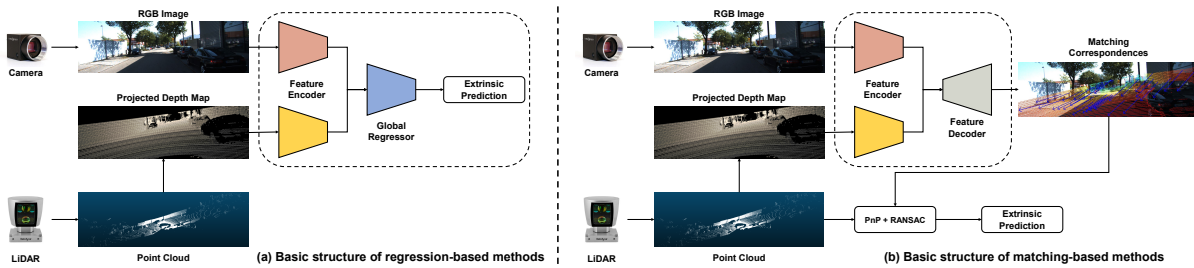 RGB Image
Camera
Projected Depth Map
Feature
Encoder
Global
Regressor
Extrinsic
Prediction
LiDAR
Point Cloud
(a) Basic structure of regression-based methods
RGB Image
Camera
Projected Depth Map
Feature
Encoder
Feature
Decoder
Matching
Correspondences
PnP + RANSAC
Extrinsic
Prediction
LiDAR
Point Cloud
(b) Basic structure of matching-based methods